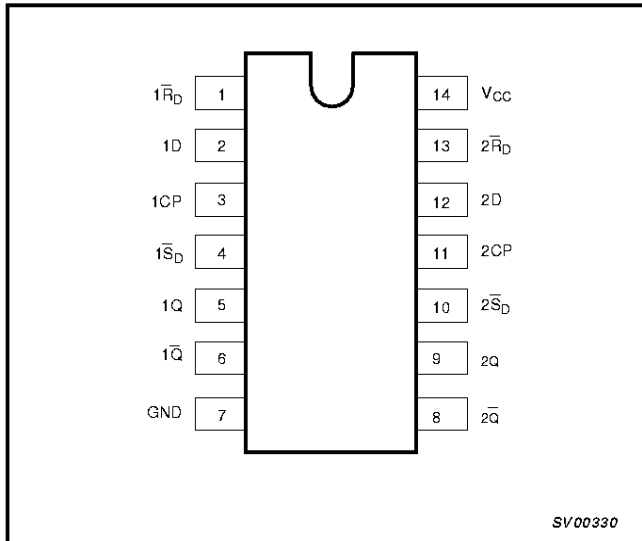 1R̅D 1 14 VCC
1D 2 13 2R̅D
1CP 3 12 2D
1S̅D 4 11 2CP
1Q 5 10 2S̅D
1Q̅ 6 9 2Q
GND 7 8 2Q̅
SV00330